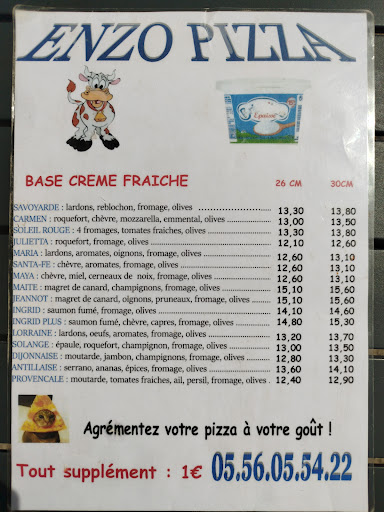 ENZO PIZZA
Epaisse
BASE CREME FRAICHE 26 CM 30CM
SAVOYARDE : lardons, reblochon, fromage, olives ........................ 13,30 13,80
CARMEN : roquefort, chèvre, mozzarella, emmental, olives ............... 13,00 13,50
SOLEIL ROUGE : 4 fromages, tomates fraiches, olives ..................... 13,30 13,80
JULIETTA : roquefort, fromage, olives ................................... 12,10 12,60
MARIA : lardons, aromates, oignons, fromage, olives ..................... 12,60 13,10
SANTA-FE : chèvre, aromates, fromage, olives ............................ 12,60 13,10
MAYA : chèvre, miel, cerneaux de noix, fromage, olives .................. 12,60 13,10
MAITE : magret de canard, champignons, fromage, olives .................. 15,10 15,60
JEANNOT : magret de canard, oignons, pruneaux, fromage, olives .......... 15,10 15,60
INGRID : saumon fumé, fromage, olives ................................... 14,10 14,60
INGRID PLUS : saumon fumé, chèvre, capres, fromage, olives .............. 14,80 15,30
LORRAINE : lardons, oeufs, aromates, fromage, olives .................... 13,20 13,70
SOLANGE : épaule, roquefort, champignon, fromage, olives ................ 13,00 13,50
DIJONNAISE : moutarde, jambon, champignons, fromage, olives ............. 12,80 13,30
ANTILLAISE : serrano, ananas, épices, fromage, olives ................... 13,60 14,10
PROVENCALE : moutarde, tomates fraiches, ail, persil, fromage, olives . 12,40 12,90
Agrémentez votre pizza à votre goût !
Tout supplément : 1€ 05.56.05.54.22